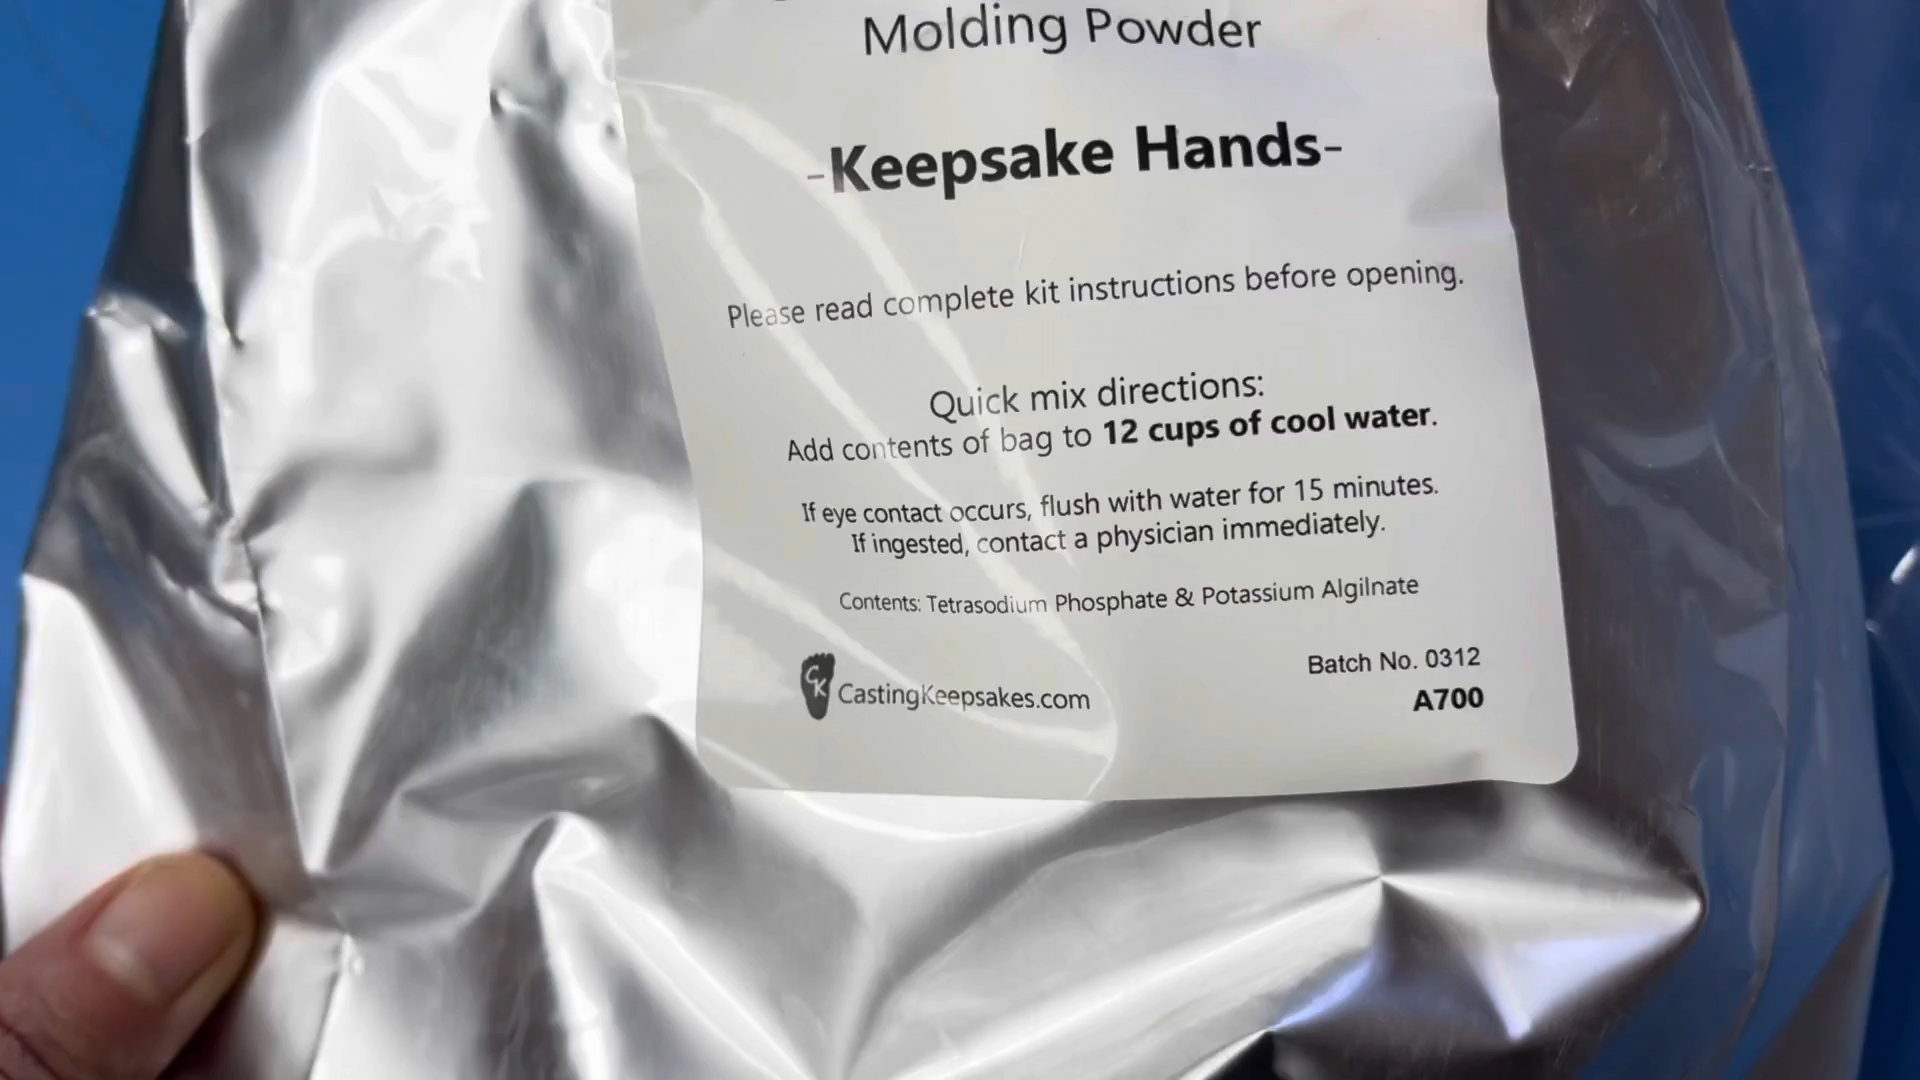 Molding Powder
-Keepsake Hands-
Please read complete kit instructions before opening.
Quick mix directions:
Add contents of bag to 12 cups of cool water.
If eye contact occurs, flush with water for 15 minutes.
If ingested, contact a physician immediately.
Contents: Tetrasodium Phosphate & Potassium Algilnate
CK CastingKeepsakes.com
Batch No. 0312
A700